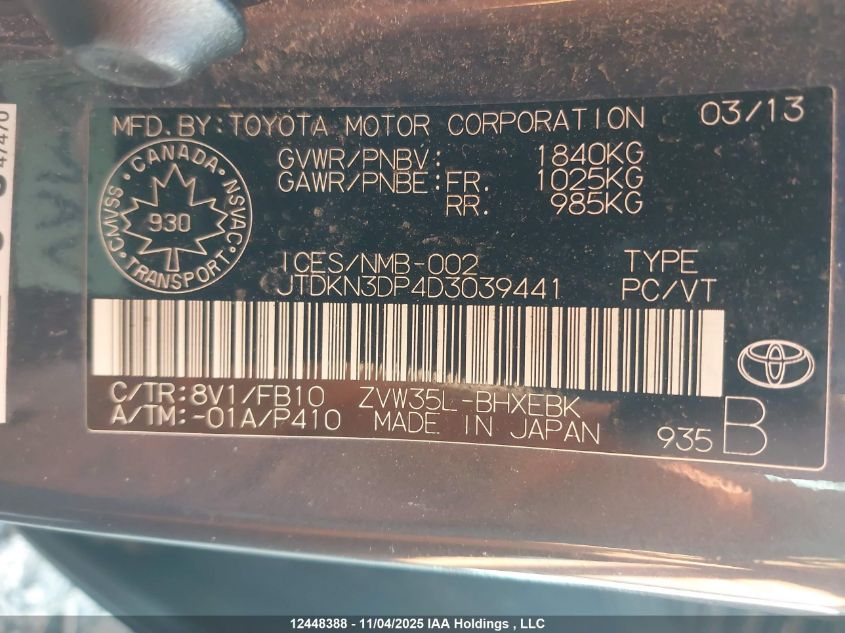 MFD.BY:TOYOTA MOTOR CORPORATION 03/13
GVWR/PNBV: 1840KG
GAWR/PNBE:FR. 1025KG
RR. 985KG
CANADA
CMVSS NSVAC
930
TRANSPORT
ICES/NMB-002 TYPE
JTDKN3DP4D3039441 PC/VT
C/TR:8V1/FB10 ZVW35L-BHXEBK
A/TM:-01A/P410 MADE IN JAPAN 935 B
12448388 - 11/04/2025 IAA Holdings , LLC